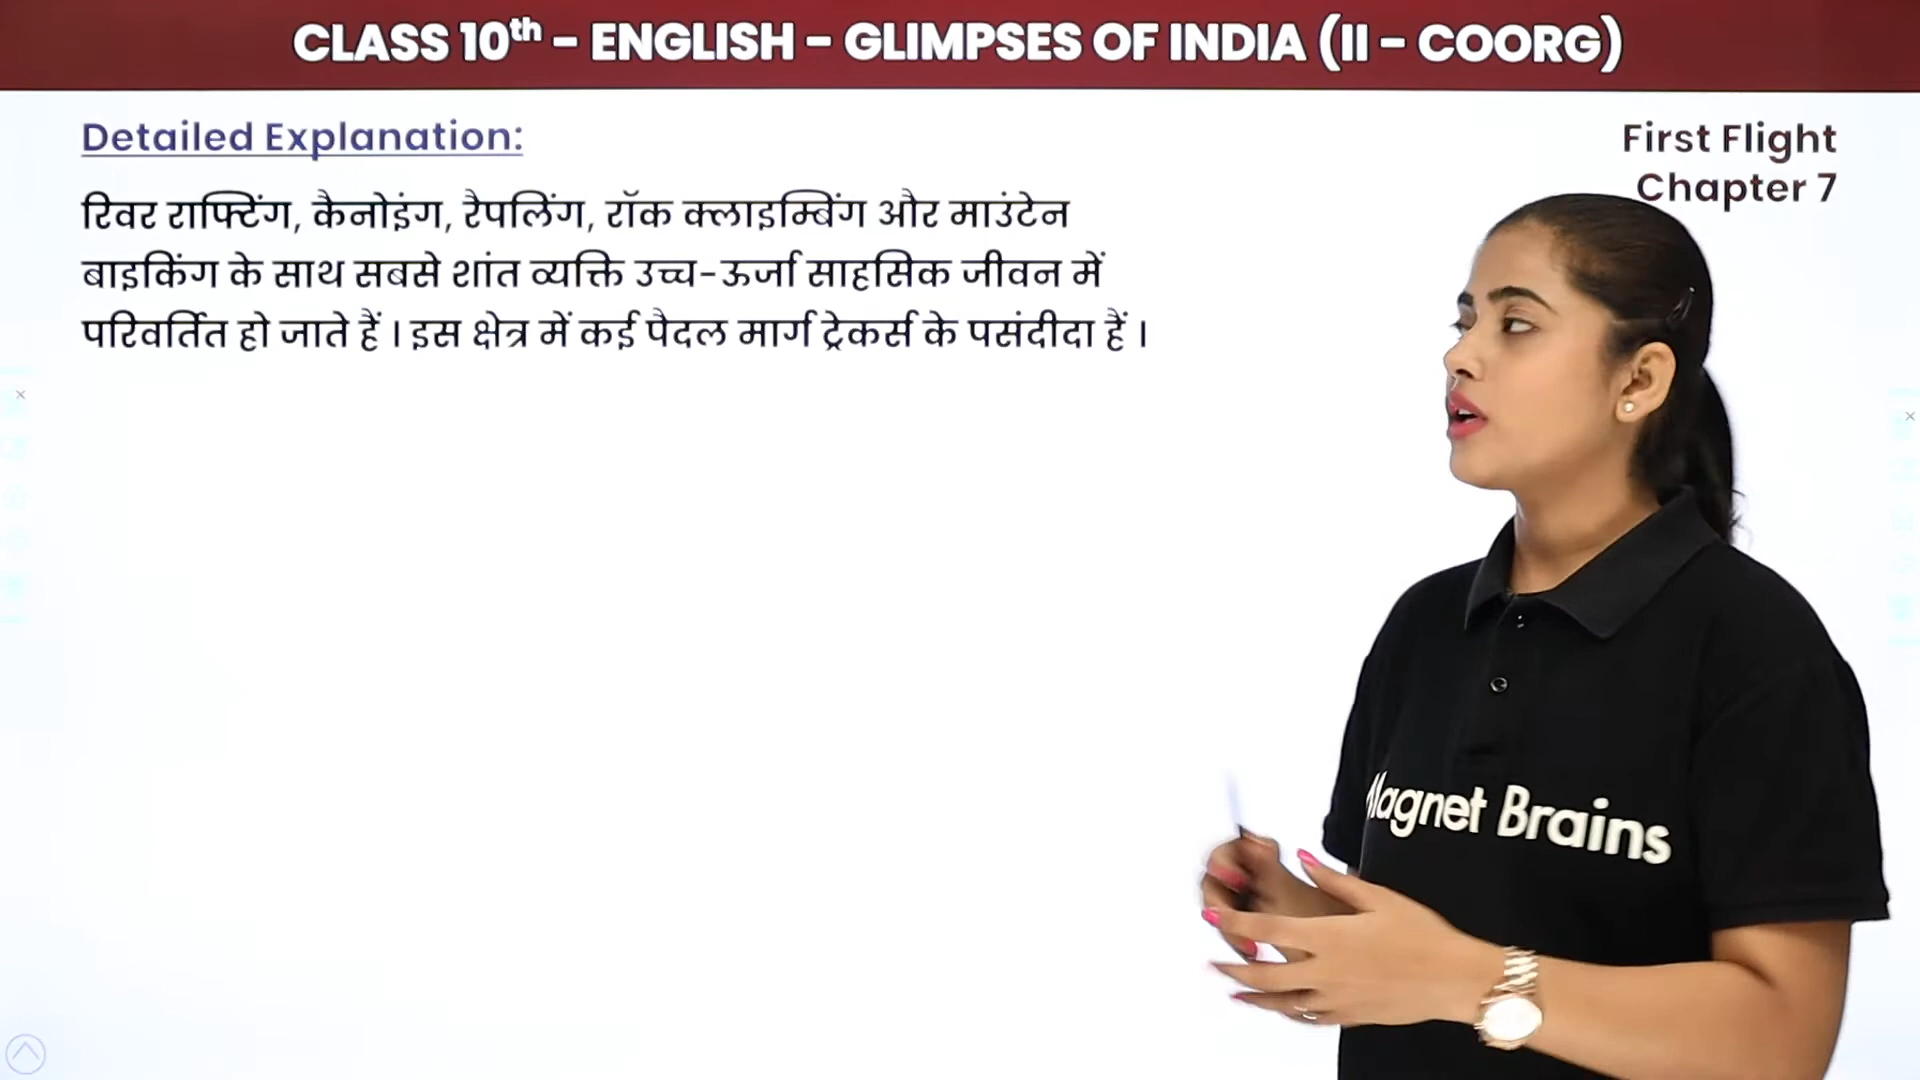 CLASS 10th - ENGLISH - GLIMPSES OF INDIA (II - COORG)
Detailed Explanation:
First Flight
Chapter 7
रिवर राफ्टिंग, कैनोइंग, रैपलिंग, रॉक क्लाइम्बिंग और माउंटेन
बाइकिंग के साथ सबसे शांत व्यक्ति उच्च-ऊर्जा साहसिक जीवन में
परिवर्तित हो जाते हैं । इस क्षेत्र में कई पैदल मार्ग ट्रेकर्स के पसंदीदा हैं ।
Magnet Brains